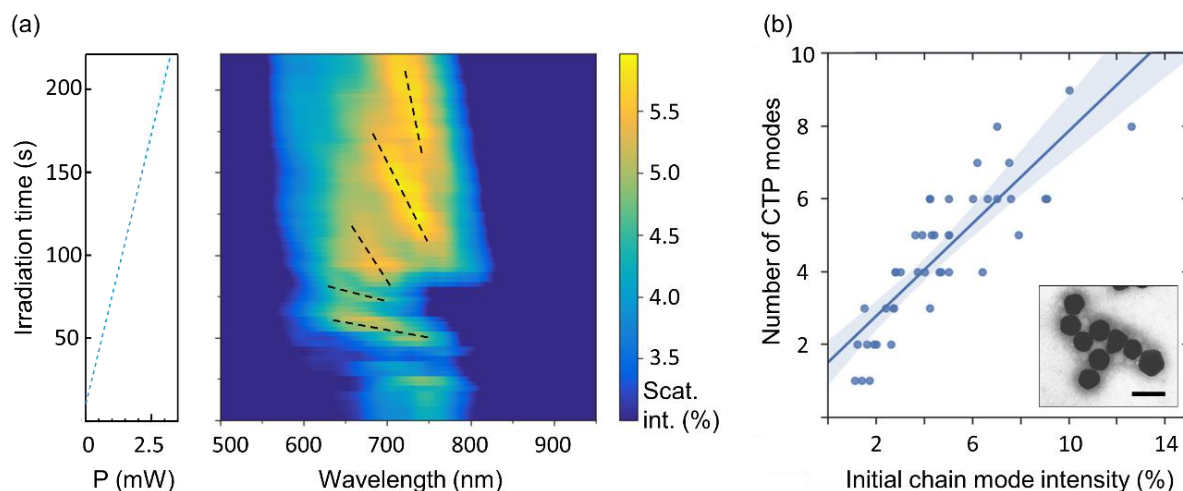 (a)
200
150
100
50
Irradiation time (s)
0
2.5
P (mW)
500
600
700
800
900
Wavelength (nm)
5.5
5.0
4.5
4.0
3.5
Scat.
int. (%)
(b)
10
8
6
4
2
Number of CTP modes
2
6
10
14
Initial chain mode intensity (%)